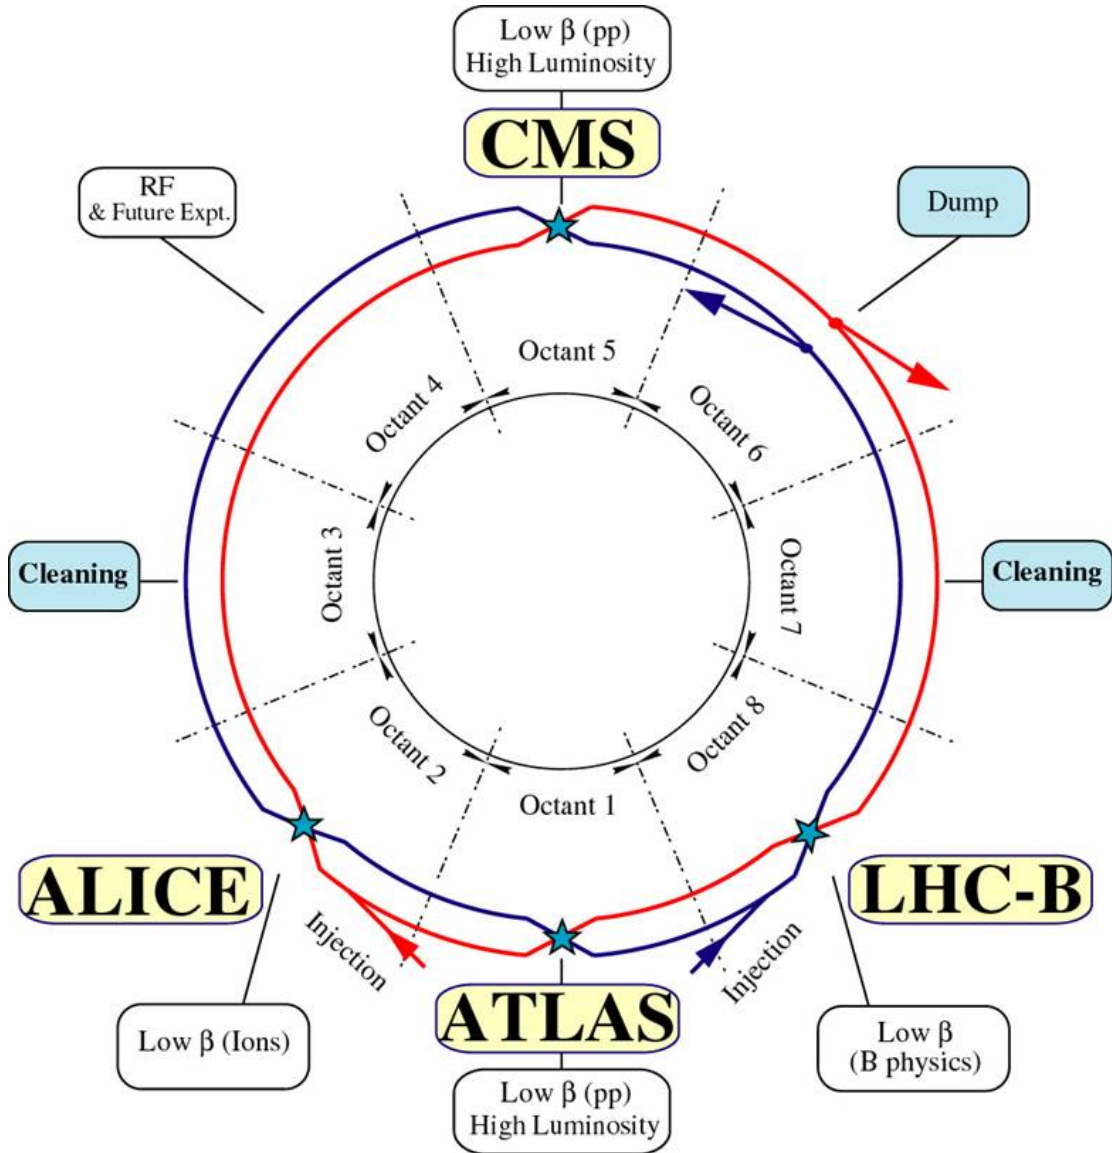 Low β (pp)
High Luminosity
CMS
RF
& Future Expt.
Dump
Octant 5
Octant 4
Octant 6
Cleaning
Octant 3
Octant 7
Cleaning
Octant 2
Octant 8
Octant 1
ALICE
LHC-B
Injection
Injection
ATLAS
Low β (Ions)
Low β
(B physics)
Low β (pp)
High Luminosity